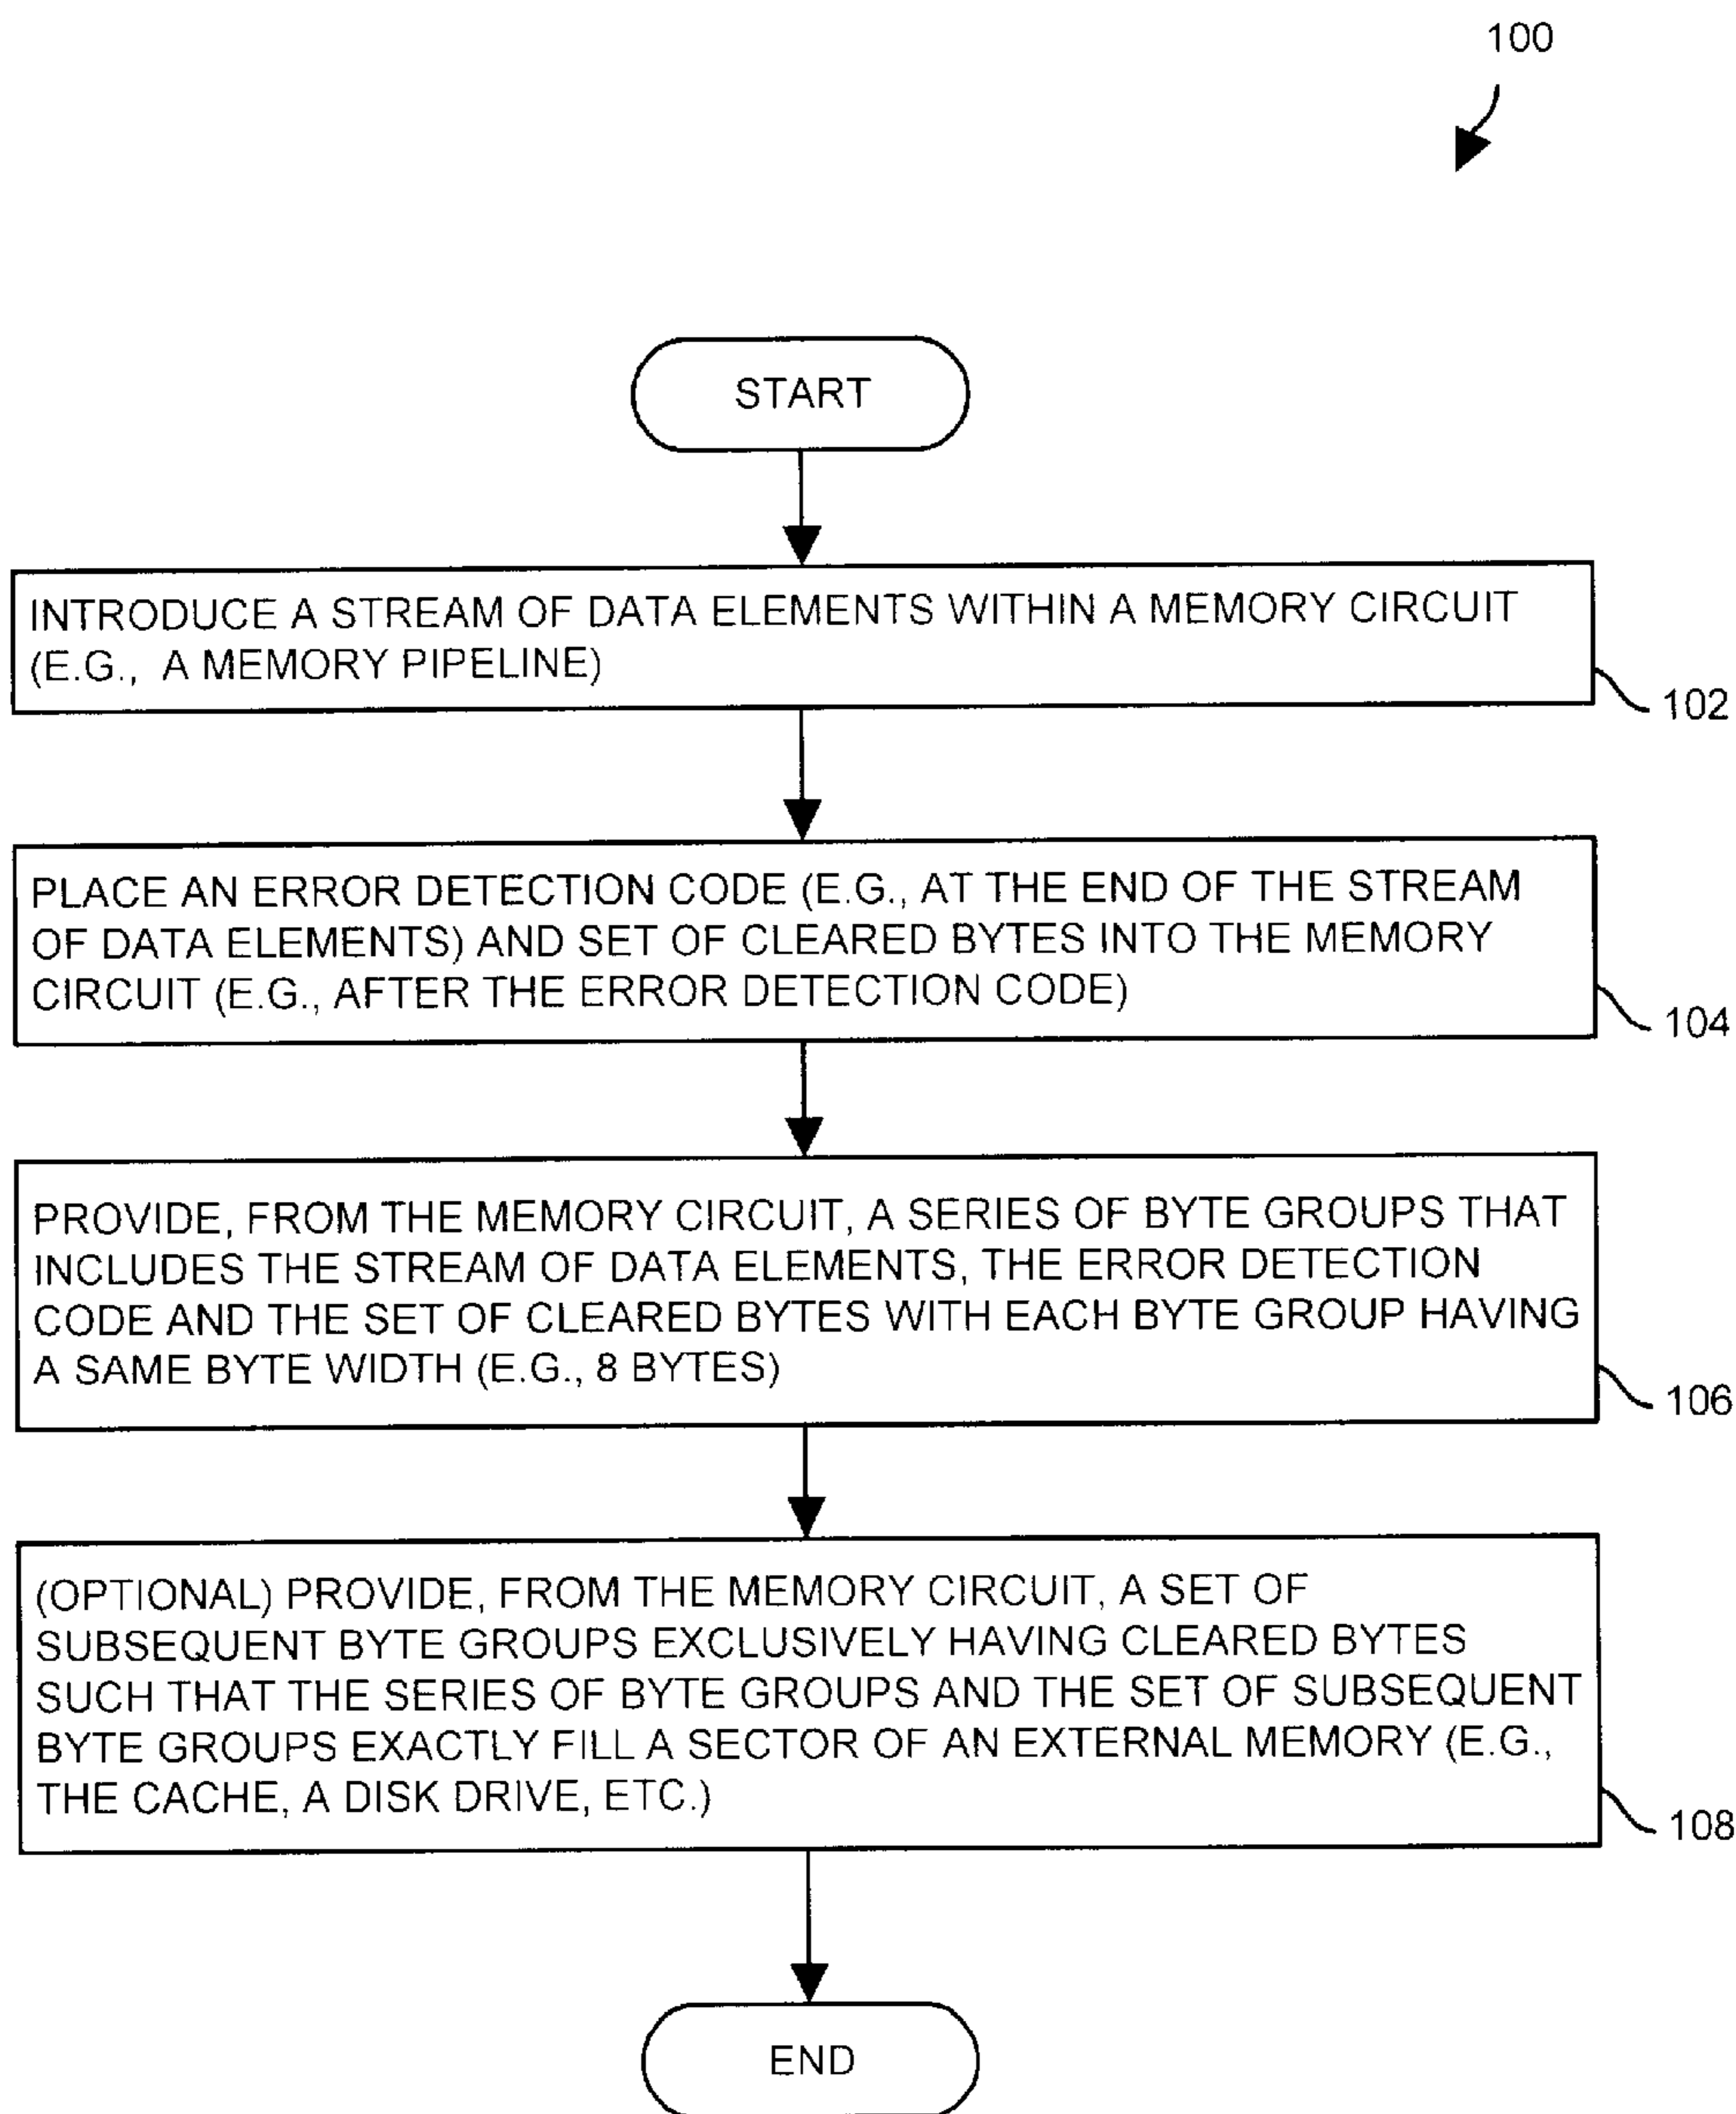 100
START
INTRODUCE A STREAM OF DATA ELEMENTS WITHIN A MEMORY CIRCUIT
(E.G., A MEMORY PIPELINE)
102
PLACE AN ERROR DETECTION CODE (E.G., AT THE END OF THE STREAM
OF DATA ELEMENTS) AND SET OF CLEARED BYTES INTO THE MEMORY
CIRCUIT (E.G., AFTER THE ERROR DETECTION CODE)
104
PROVIDE, FROM THE MEMORY CIRCUIT, A SERIES OF BYTE GROUPS THAT
INCLUDES THE STREAM OF DATA ELEMENTS, THE ERROR DETECTION
CODE AND THE SET OF CLEARED BYTES WITH EACH BYTE GROUP HAVING
A SAME BYTE WIDTH (E.G., 8 BYTES)
106
(OPTIONAL) PROVIDE, FROM THE MEMORY CIRCUIT, A SET OF
SUBSEQUENT BYTE GROUPS EXCLUSIVELY HAVING CLEARED BYTES
SUCH THAT THE SERIES OF BYTE GROUPS AND THE SET OF SUBSEQUENT
BYTE GROUPS EXACTLY FILL A SECTOR OF AN EXTERNAL MEMORY (E.G.,
THE CACHE, A DISK DRIVE, ETC.)
108
END